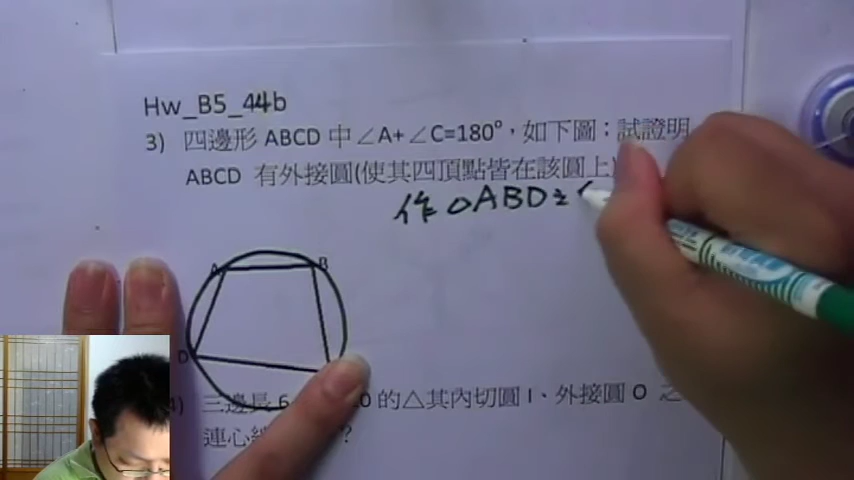 Hw_B5_44b
3) 四邊形 ABCD 中∠A+∠C=180°，如下圖：試證明
ABCD 有外接圓(使其四頂點皆在該圓上)
作 △ABD之
A
B
D
三邊長 6
0 的△其內切圓 I、外接圓 O 之
連心
？